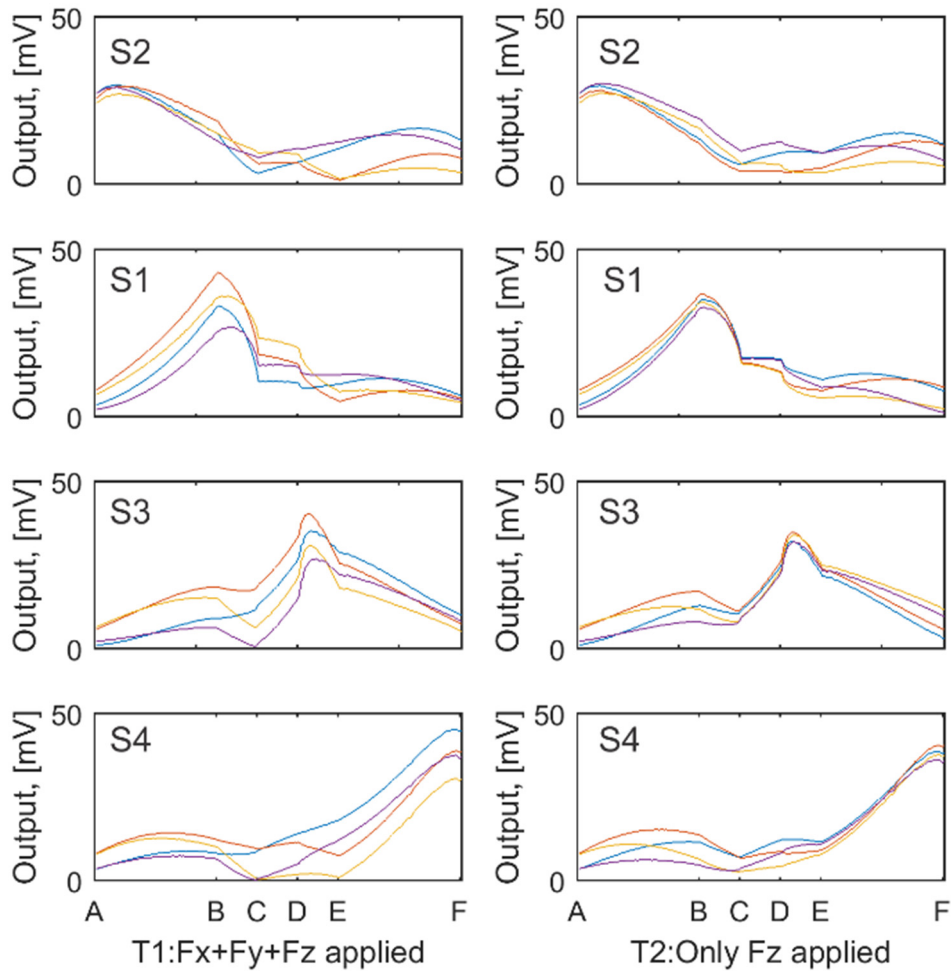 50
Output, [mV]
S2
0
50
Output, [mV]
S2
0
50
Output, [mV]
S1
0
50
Output, [mV]
S1
0
50
Output, [mV]
S3
0
50
Output, [mV]
S3
0
50
Output, [mV]
S4
0
50
Output, [mV]
S4
0
A B C D E F
A B C D E F
T1:Fx+Fy+Fz applied
T2:Only Fz applied